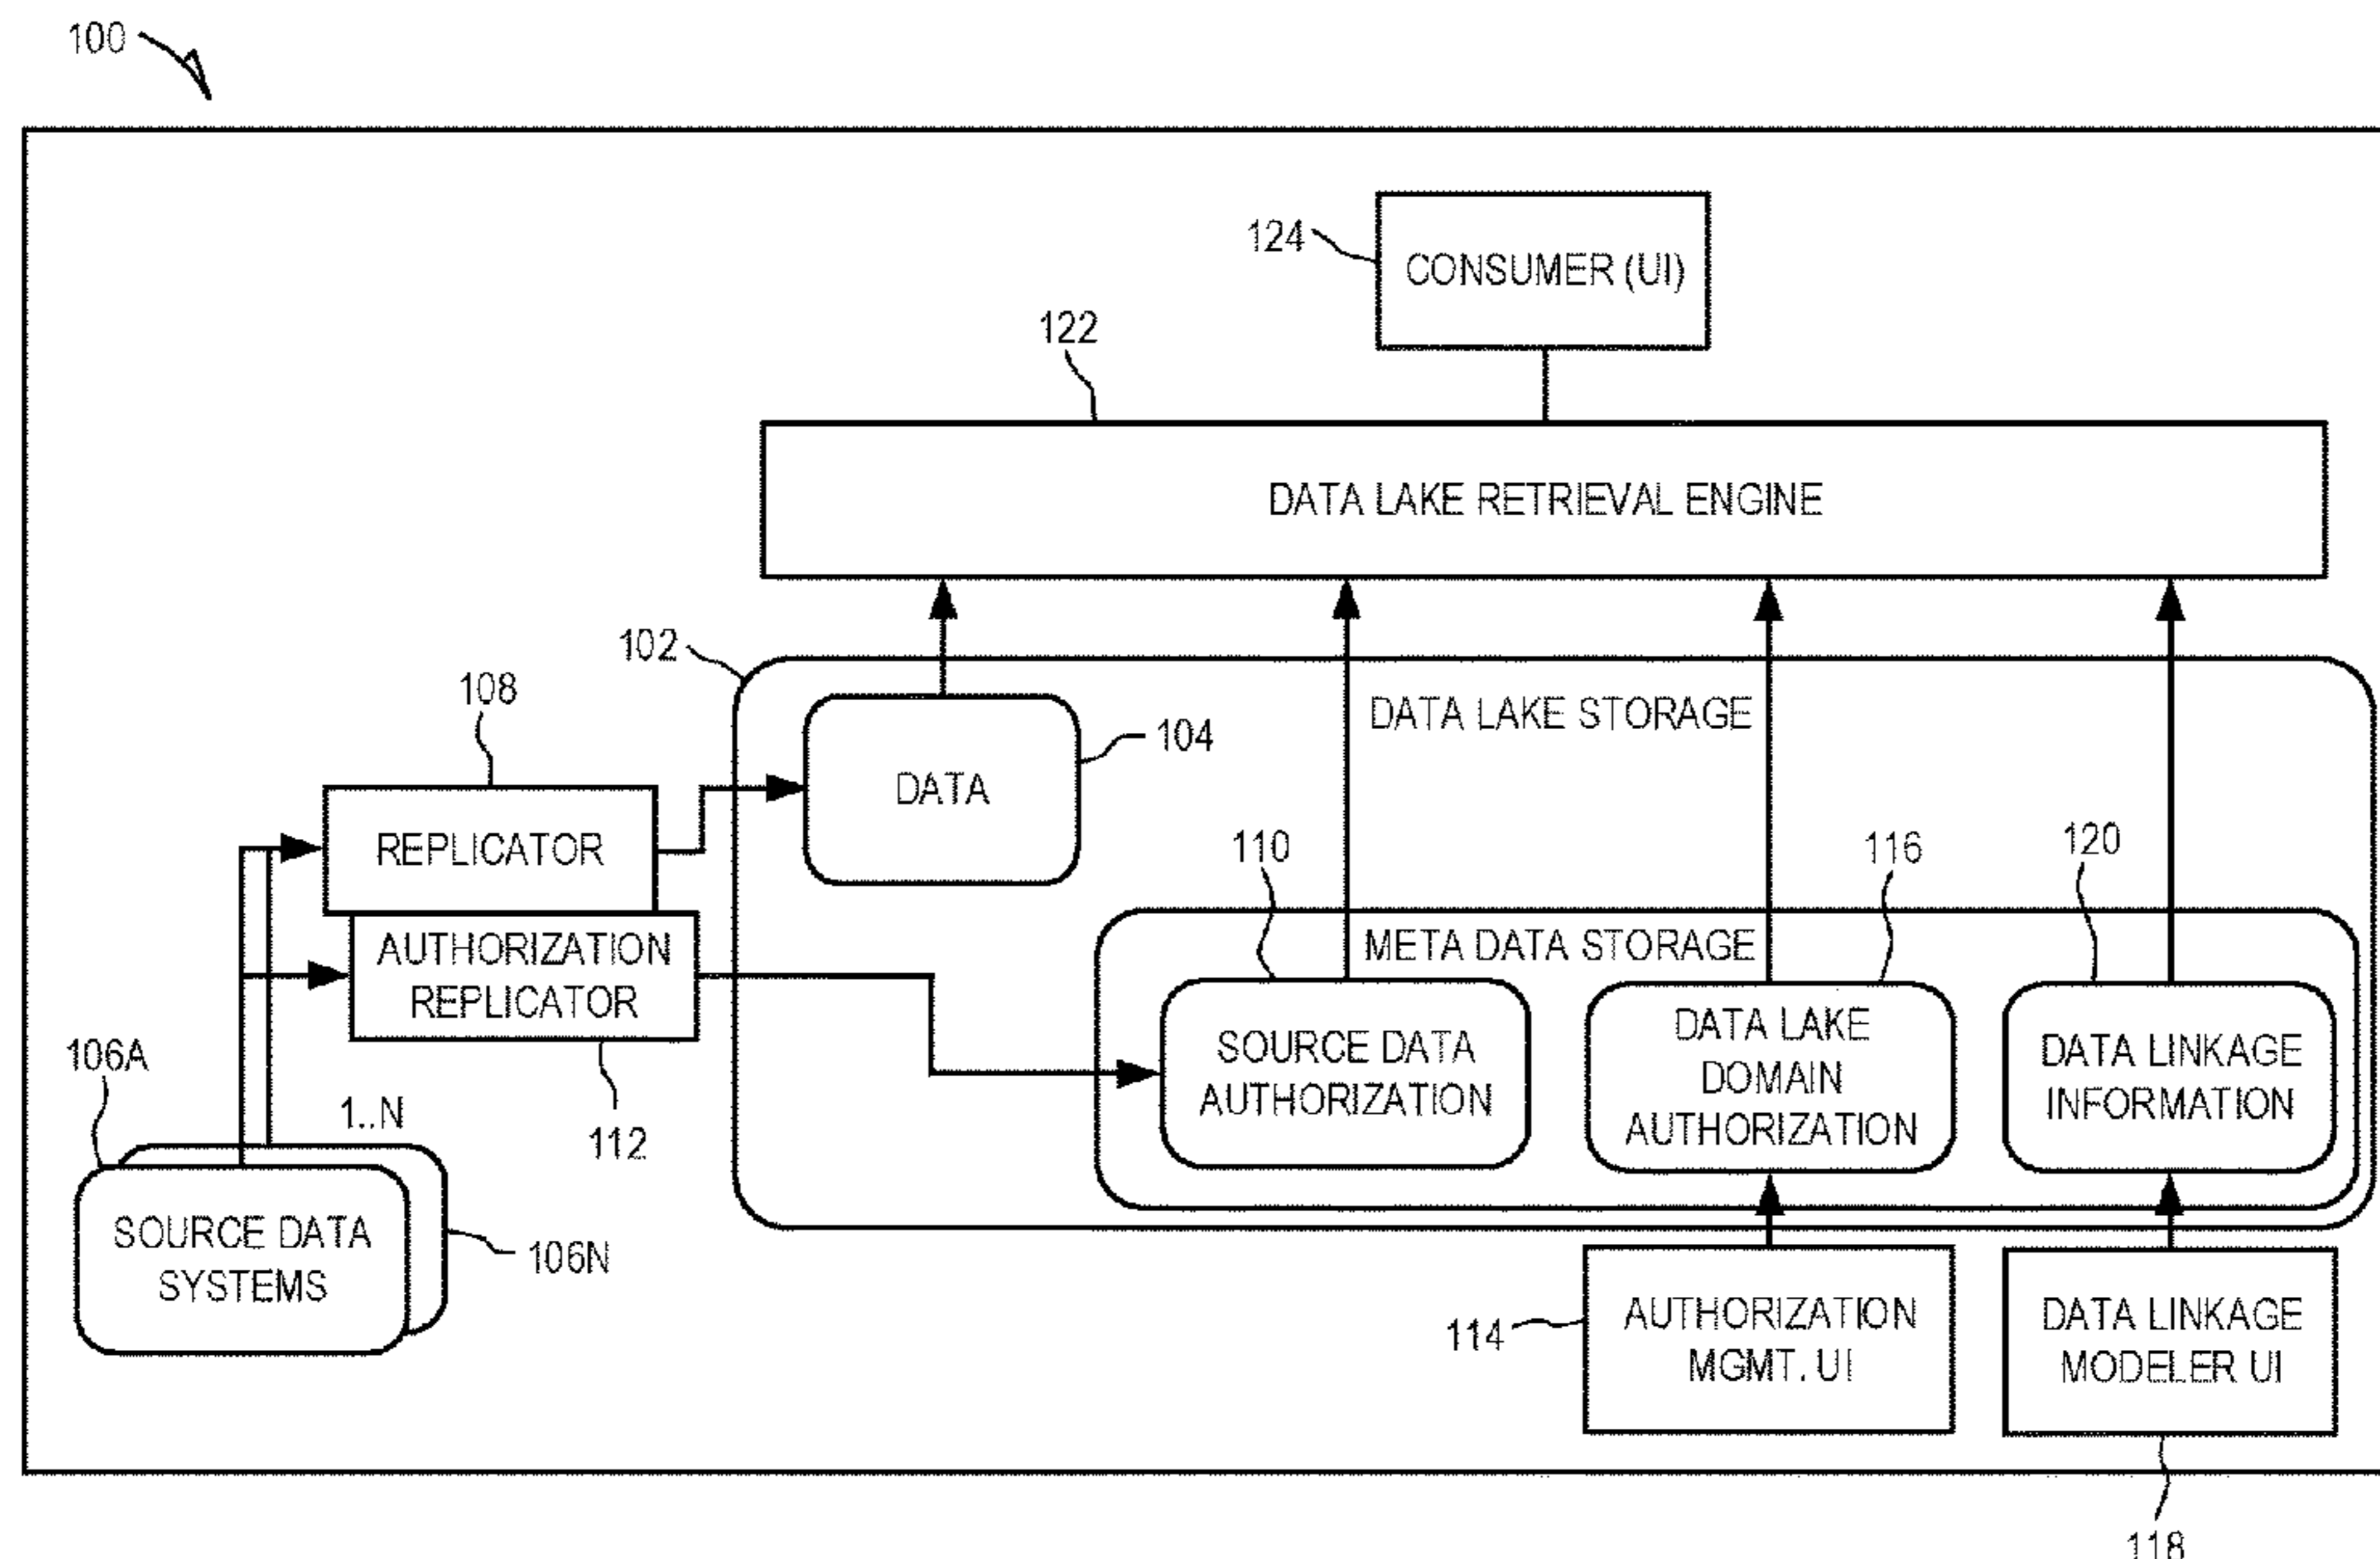 100
124
CONSUMER (UI)
122
DATA LAKE RETRIEVAL ENGINE
102
DATA LAKE STORAGE
108
104
DATA
REPLICATOR
110
116
120
AUTHORIZATION
REPLICATOR
META DATA STORAGE
106A
1..N
112
SOURCE DATA
AUTHORIZATION
DATA LAKE
DOMAIN
AUTHORIZATION
DATA LINKAGE
INFORMATION
SOURCE DATA
SYSTEMS
106N
114
AUTHORIZATION
MGMT. UI
DATA LINKAGE
MODELER UI
118